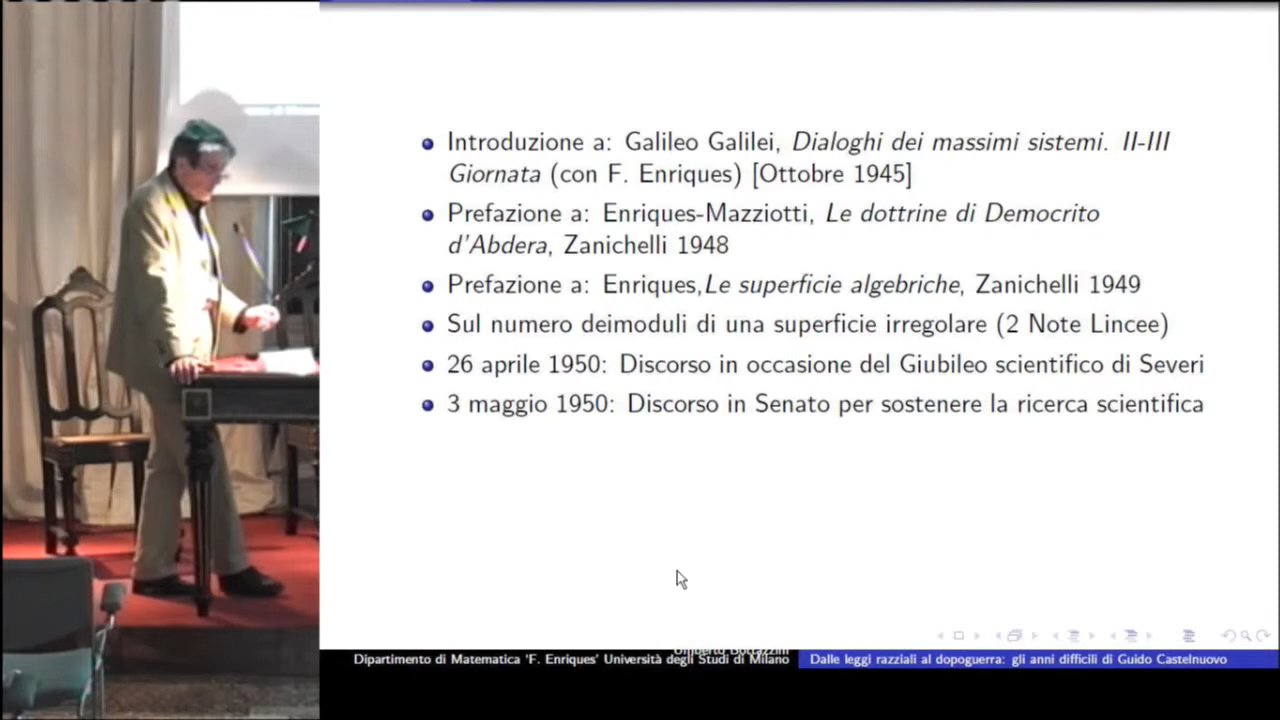 Introduzione a: Galileo Galilei, Dialoghi dei massimi sistemi. II-III
Giornata (con F. Enriques) [Ottobre 1945]
Prefazione a: Enriques-Mazziotti, Le dottrine di Democrito
d'Abdera, Zanichelli 1948
Prefazione a: Enriques,Le superficie algebriche, Zanichelli 1949
Sul numero deimoduli di una superficie irregolare (2 Note Lincee)
26 aprile 1950: Discorso in occasione del Giubileo scientifico di Severi
3 maggio 1950: Discorso in Senato per sostenere la ricerca scientifica
Umberto Bottazzini
Dipartimento di Matematica 'F. Enriques' Università degli Studi di Milano
Dalle leggi razziali al dopoguerra: gli anni difficili di Guido Castelnuovo